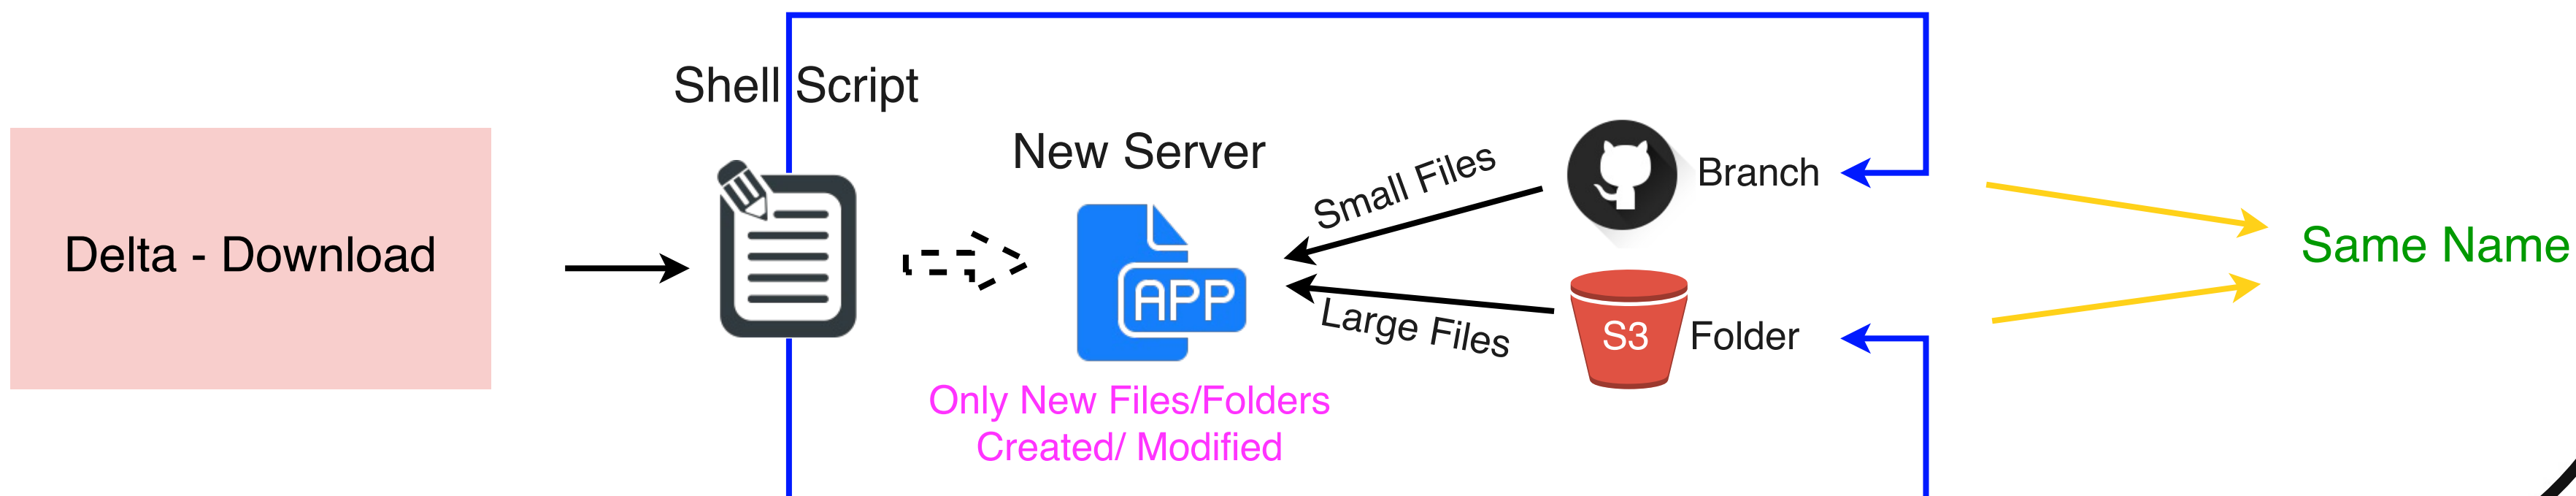 Shell Script
New Server
Small Files
Branch
Delta - Download
APP
Same Name
Large Files
S3
Folder
Only New Files/Folders
Created/ Modified